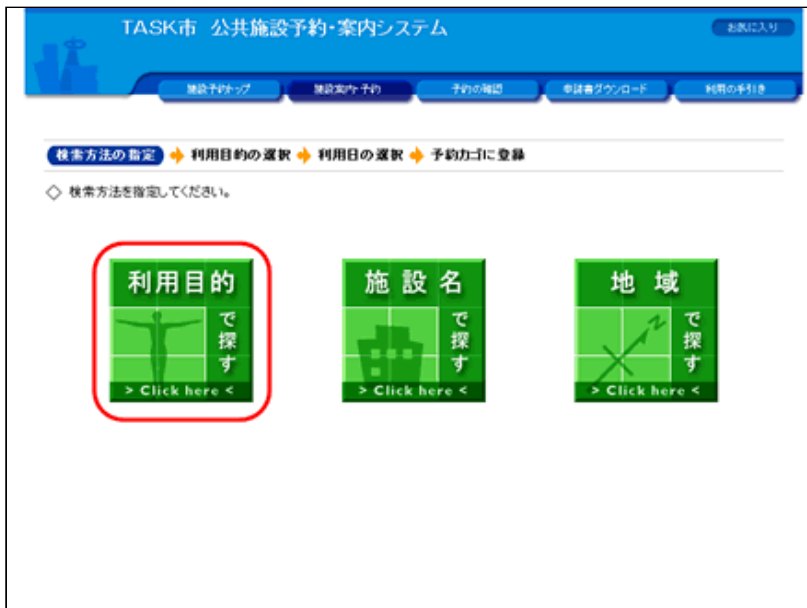 TASK市 公共施設予約・案内システム
お気に入り
施設予約トップ 施設案内・予約 予約の確認 申請書ダウンロード 利用の手引き
検索方法の指定 利用目的の選択 利用日の選択 予約カゴに登録
◇ 検索方法を指定してください。
利用目的
で探す
> Click here <
施設名
で探す
> Click here <
地域
で探す
> Click here <